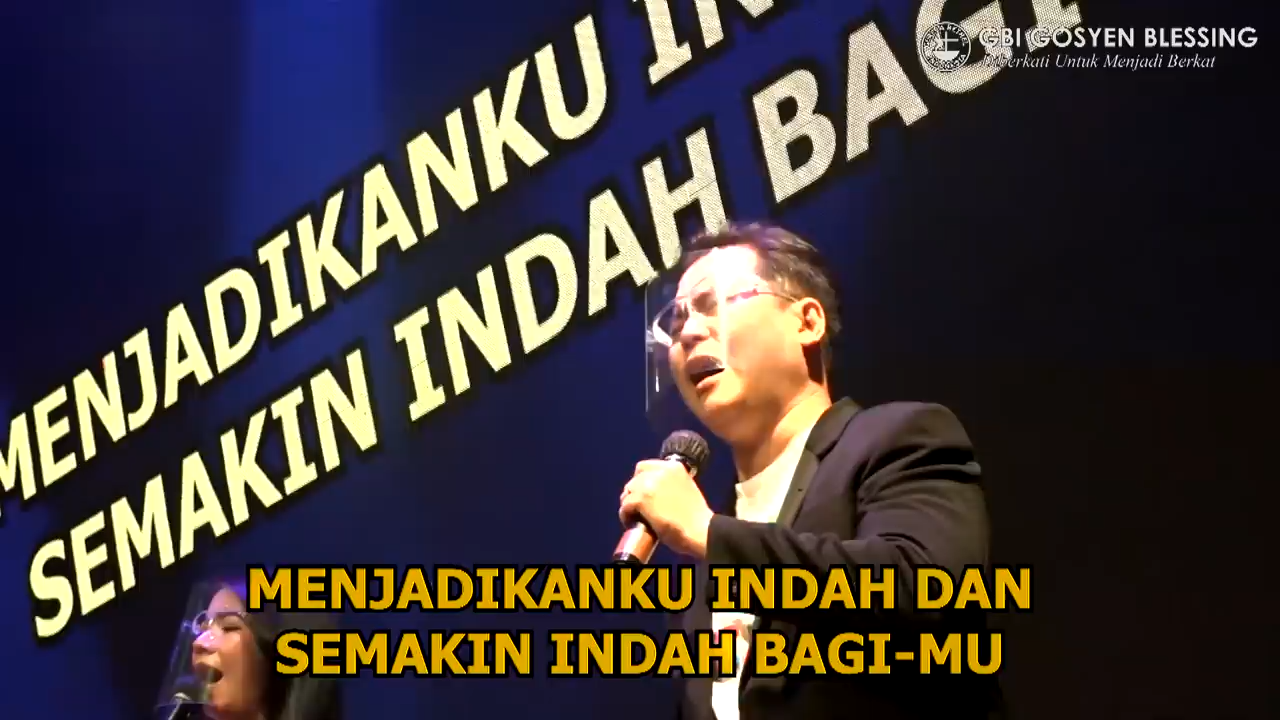 GBI GOSYEN BLESSING
Diberkati Untuk Menjadi Berkat
MENJADIKANKU
SEMAKIN INDAH BAGI
MENJADIKANKU INDAH DAN
SEMAKIN INDAH BAGI-MU